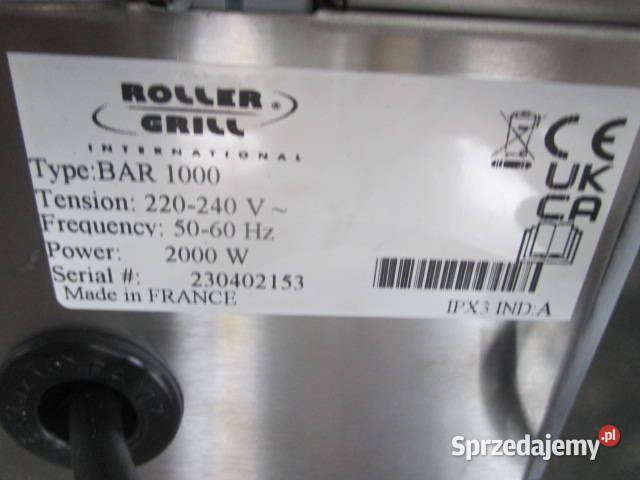 ROLLER ®
GRILL
INTERNATIONAL
Type:BAR 1000
Tension: 220-240 V ~
Frequency: 50-60 Hz
Power: 2000 W
Serial #: 230402153
Made in FRANCE
CE
UK
CA
IPX3 IND:A
Sprzedajemy.pl